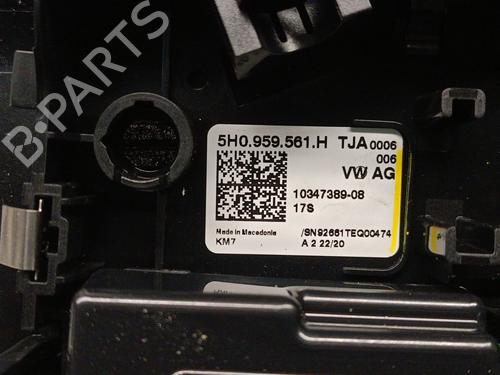 B-PARTS
5H0.959.561.H TJA 0006
006
VW AG
10347389-08
17S
Made in Macedonia /SN92661TEQ00474
KM7 A 2 22/20